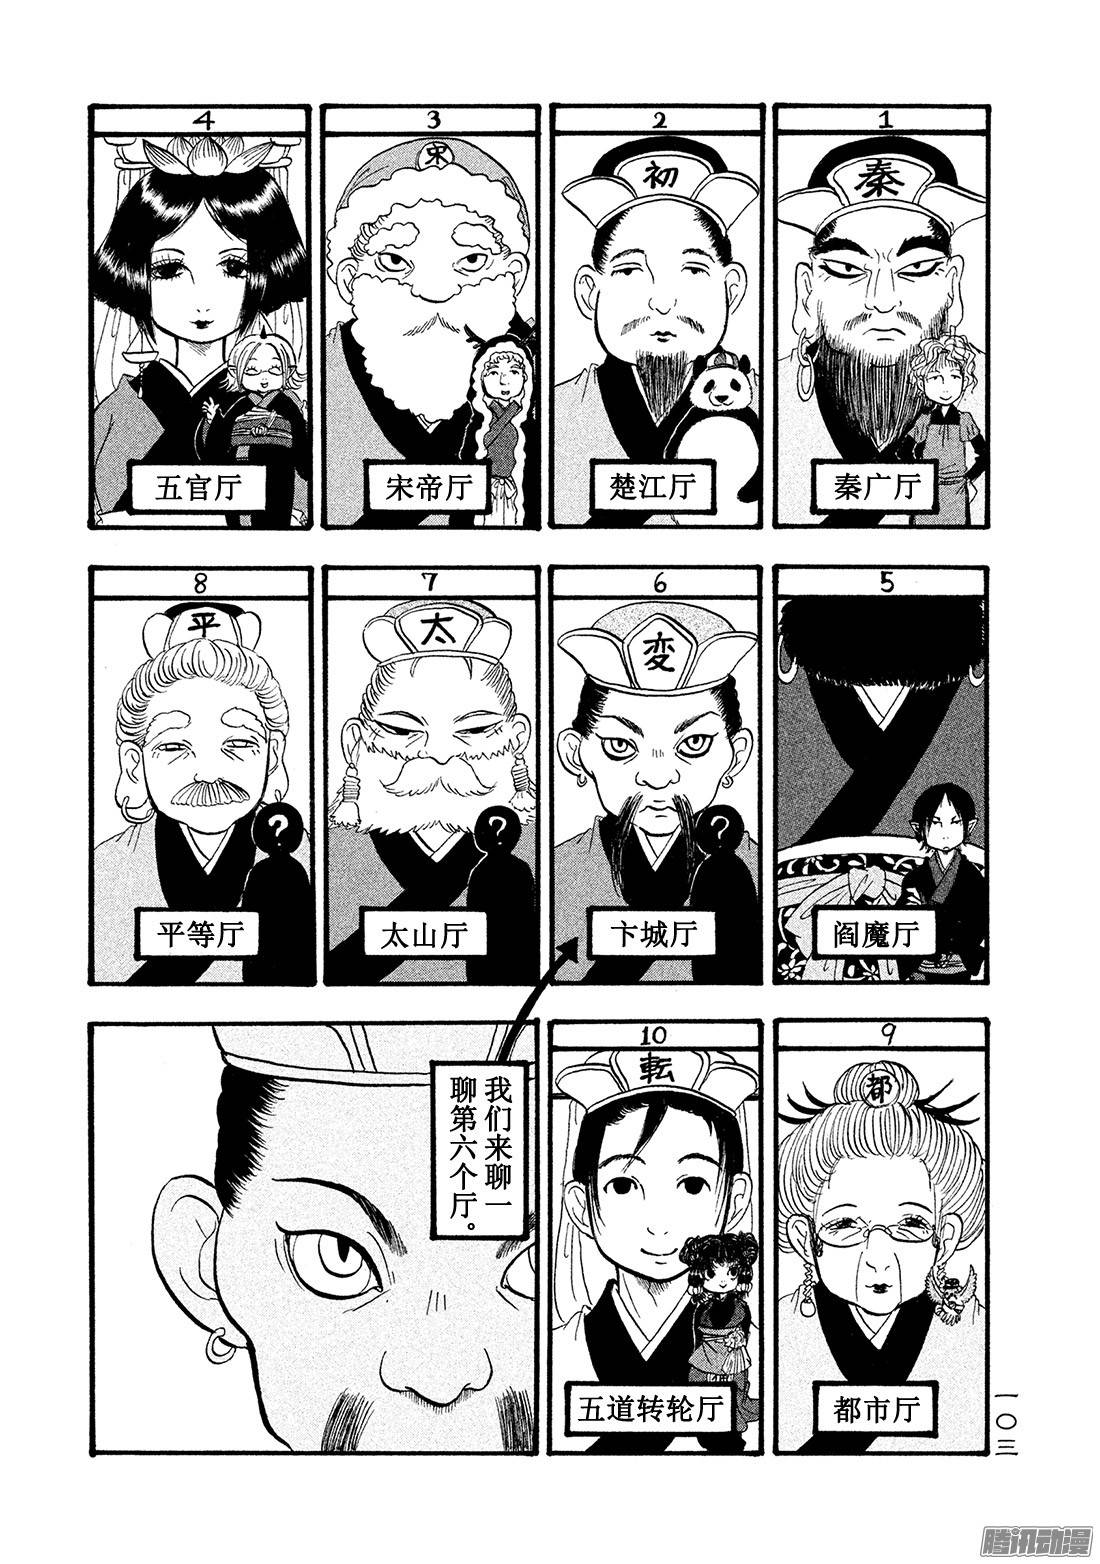 1
秦
秦广厅
2
初
楚江厅
3
宋
宋帝厅
4
五官厅
5
阎魔厅
6
変
卞城厅
7
太
?
太山厅
8
平
?
平等厅
?
9
都
都市厅
10
転
五道转轮厅
我们来聊一
聊第六个厅。
一〇三
腾讯动漫